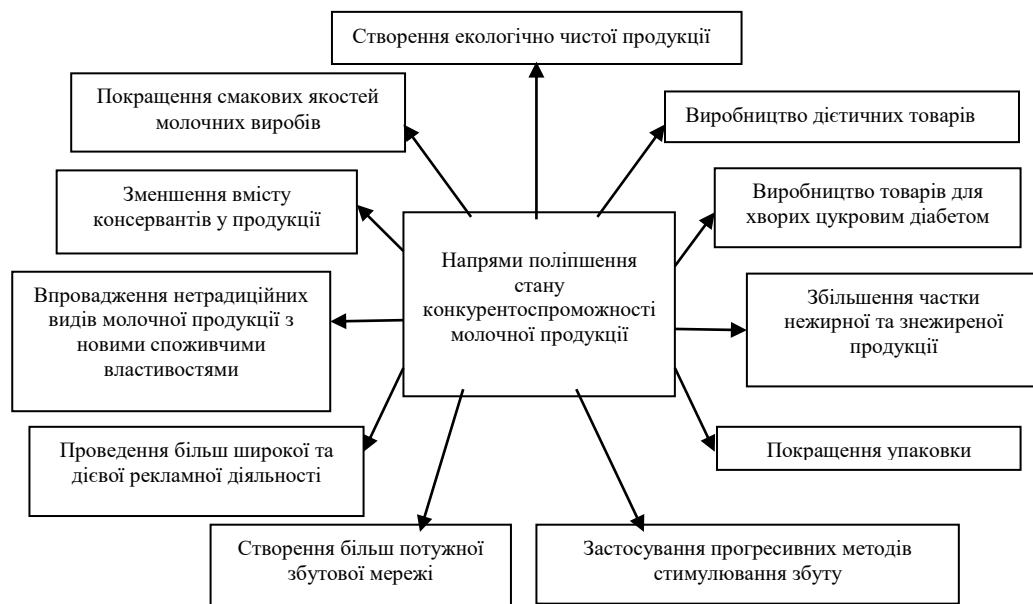 Створення екологічно чистої продукції
Покращення смакових якостей
молочних виробів
Виробництво дієтичних товарів
Зменшення вмісту
консервантів у продукції
Виробництво товарів для
хворих цукровим діабетом
Напрями поліпшення
стану
конкурентоспроможності
молочної продукції
Впровадження нетрадиційних
видів молочної продукції з
новими споживчими
властивостями
Збільшення частки
нежирної та знежиреної
продукції
Проведення більш широкої та
дієвої рекламної діяльності
Покращення упаковки
Створення більш потужної
збутової мережі
Застосування прогресивних методів
стимулювання збуту